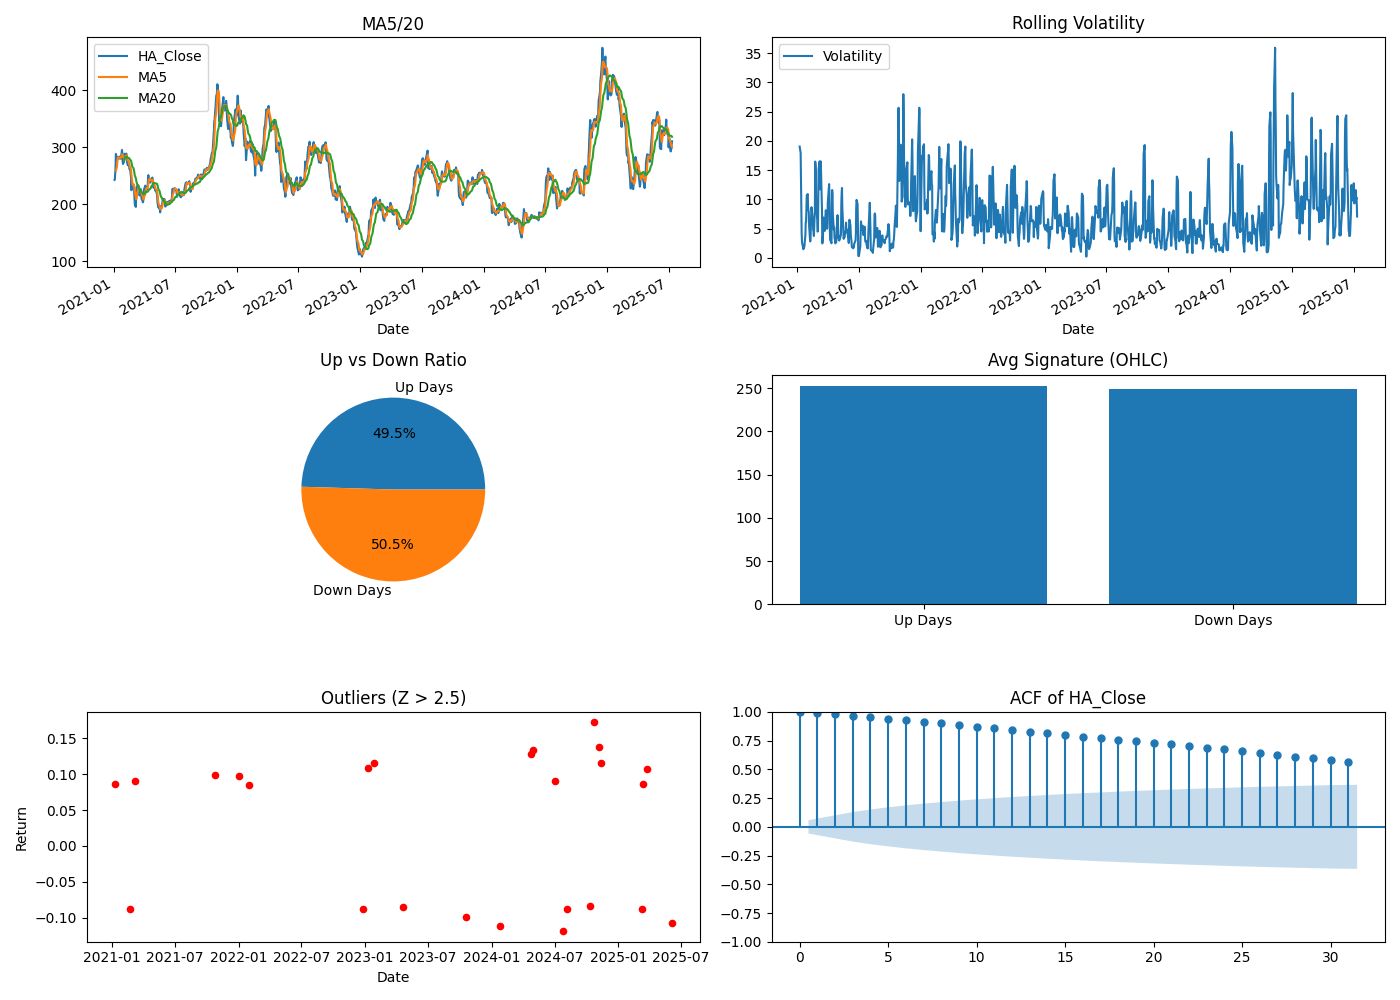 MA5/20
HA_Close
MA5
MA20
400
300
200
100
2021-01
2021-07
2022-01
2022-07
2023-01
2023-07
2024-01
2024-07
2025-01
2025-07
Date
Rolling Volatility
Volatility
35
30
25
20
15
10
5
0
2021-01
2021-07
2022-01
2022-07
2023-01
2023-07
2024-01
2024-07
2025-01
2025-07
Date
Up vs Down Ratio
Up Days
49.5%
50.5%
Down Days
Avg Signature (OHLC)
250
200
150
100
50
0
Up Days
Down Days
Outliers (Z > 2.5)
Return
0.15
0.10
0.05
0.00
−0.05
−0.10
2021-01 2021-07 2022-01 2022-07 2023-01 2023-07 2024-01 2024-07 2025-01 2025-07
Date
ACF of HA_Close
1.00
0.75
0.50
0.25
0.00
−0.25
−0.50
−0.75
−1.00
0 5 10 15 20 25 30